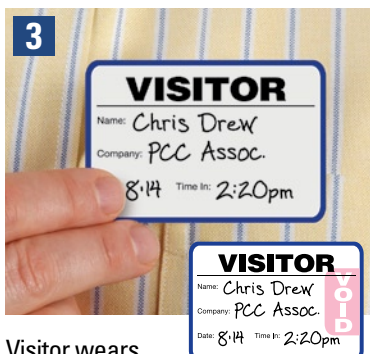 3
VISITOR
Name: Chris Drew
Company: PCC Assoc.
8·14 Time In: 2:20pm
VISITOR
Name: Chris Drew
Company: PCC Assoc.
Date: 8·14 Time In: 2:20pm
VOID
Visitor wears